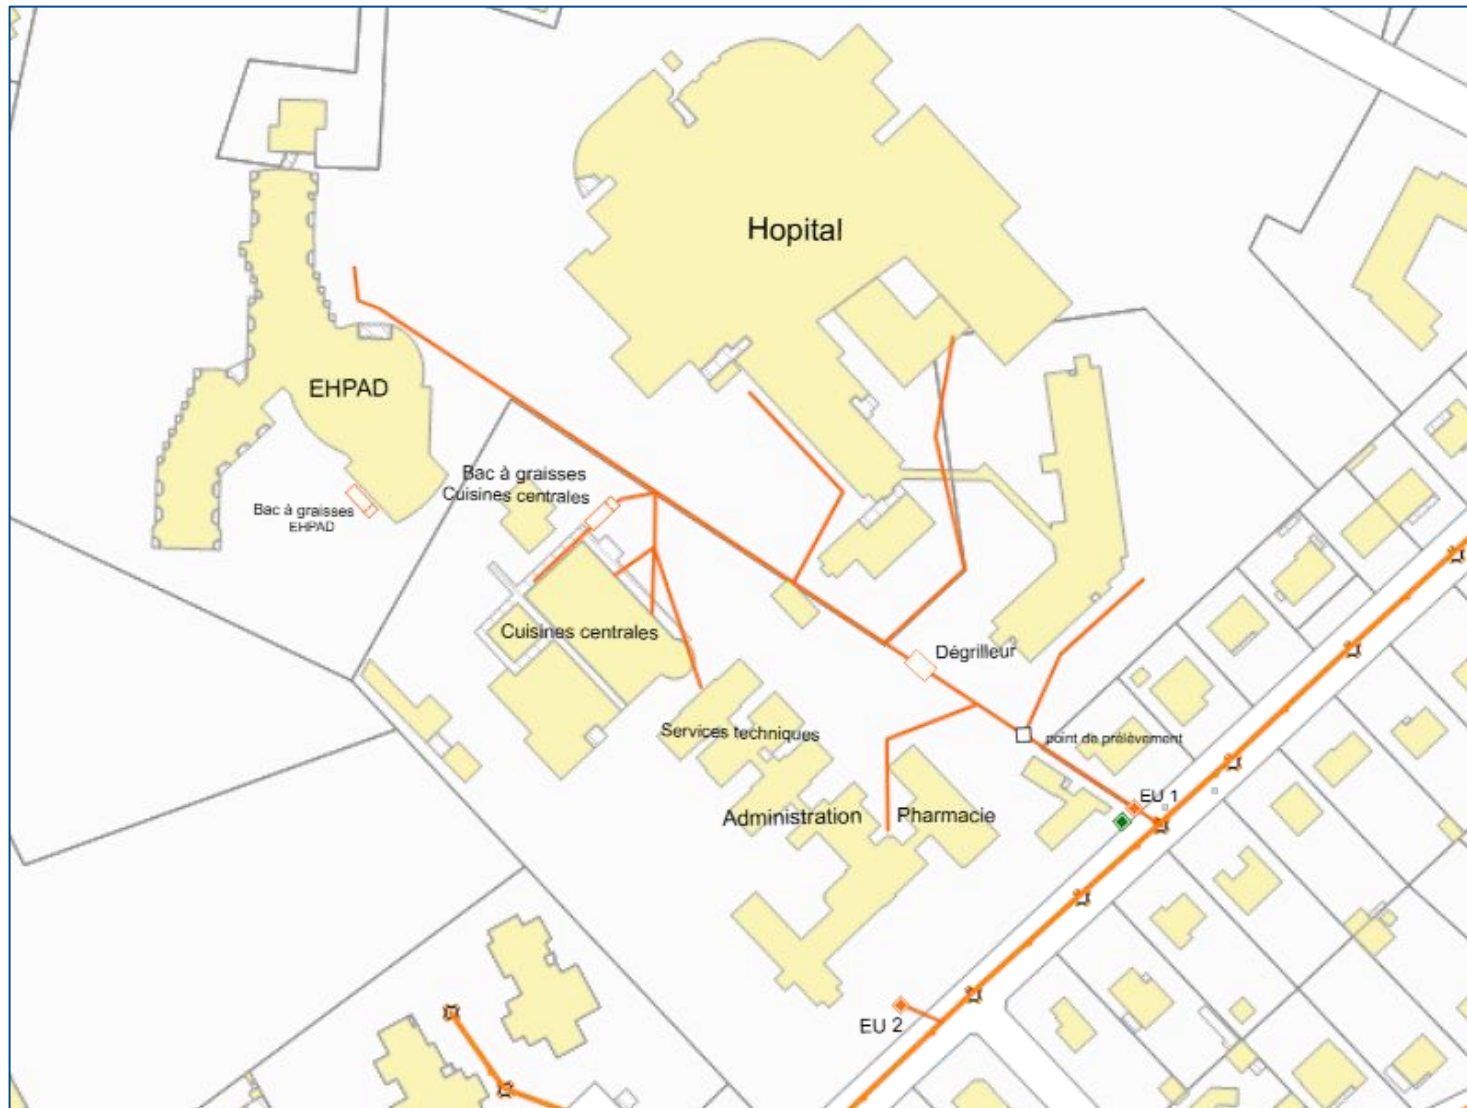 Hopital
EHPAD
Bac à graisses
Cuisines centrales
Bac à graisses
EHPAD
Cuisines centrales
Dégrilleur
Services techniques
point de prélèvement
EU 1
Administration
Pharmacie
EU 2